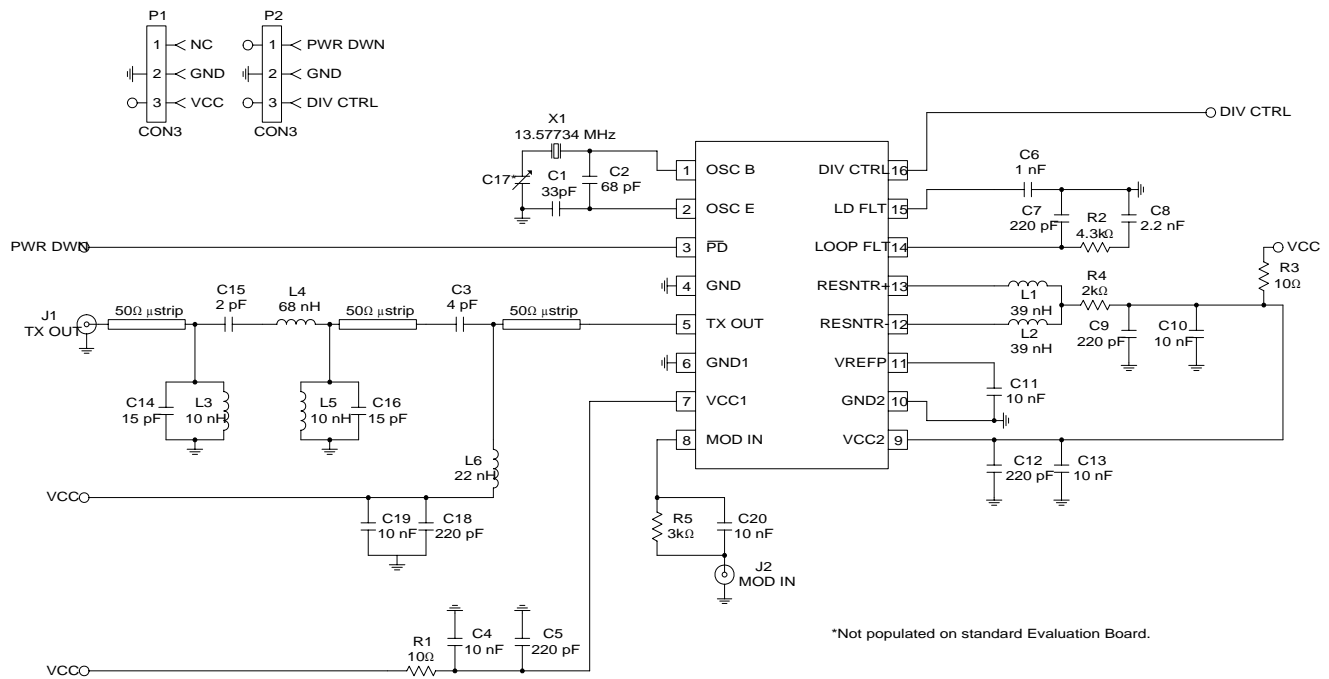 P1
P2
1 NC
2 GND
3 VCC
CON3
1 PWR DWN
2 GND
3 DIV CTRL
CON3
X1
13.57734 MHz
C17*
C1
33pF
C2
68 pF
DIV CTRL
C6
1 nF
C7
220 pF
R2
4.3kΩ
C8
2.2 nF
1 OSC B
2 OSC E
3 PD
4 GND
5 TX OUT
6 GND1
7 VCC1
8 MOD IN
DIV CTRL 16
LD FLT 15
LOOP FLT 14
RESNTR+ 13
RESNTR- 12
VREFP 11
GND2 10
VCC2 9
PWR DWN
VCC
R3
10Ω
L1
39 nH
L2
39 nH
R4
2kΩ
C9
220 pF
C10
10 nF
C11
10 nF
C12
220 pF
C13
10 nF
J1
TX OUT
50Ω μstrip
C15
2 pF
L4
68 nH
50Ω μstrip
C3
4 pF
50Ω μstrip
C14
15 pF
L3
10 nH
L5
10 nH
C16
15 pF
L6
22 nH
VCC
C19
10 nF
C18
220 pF
R5
3kΩ
C20
10 nF
J2
MOD IN
VCC
R1
10Ω
C4
10 nF
C5
220 pF
*Not populated on standard Evaluation Board.